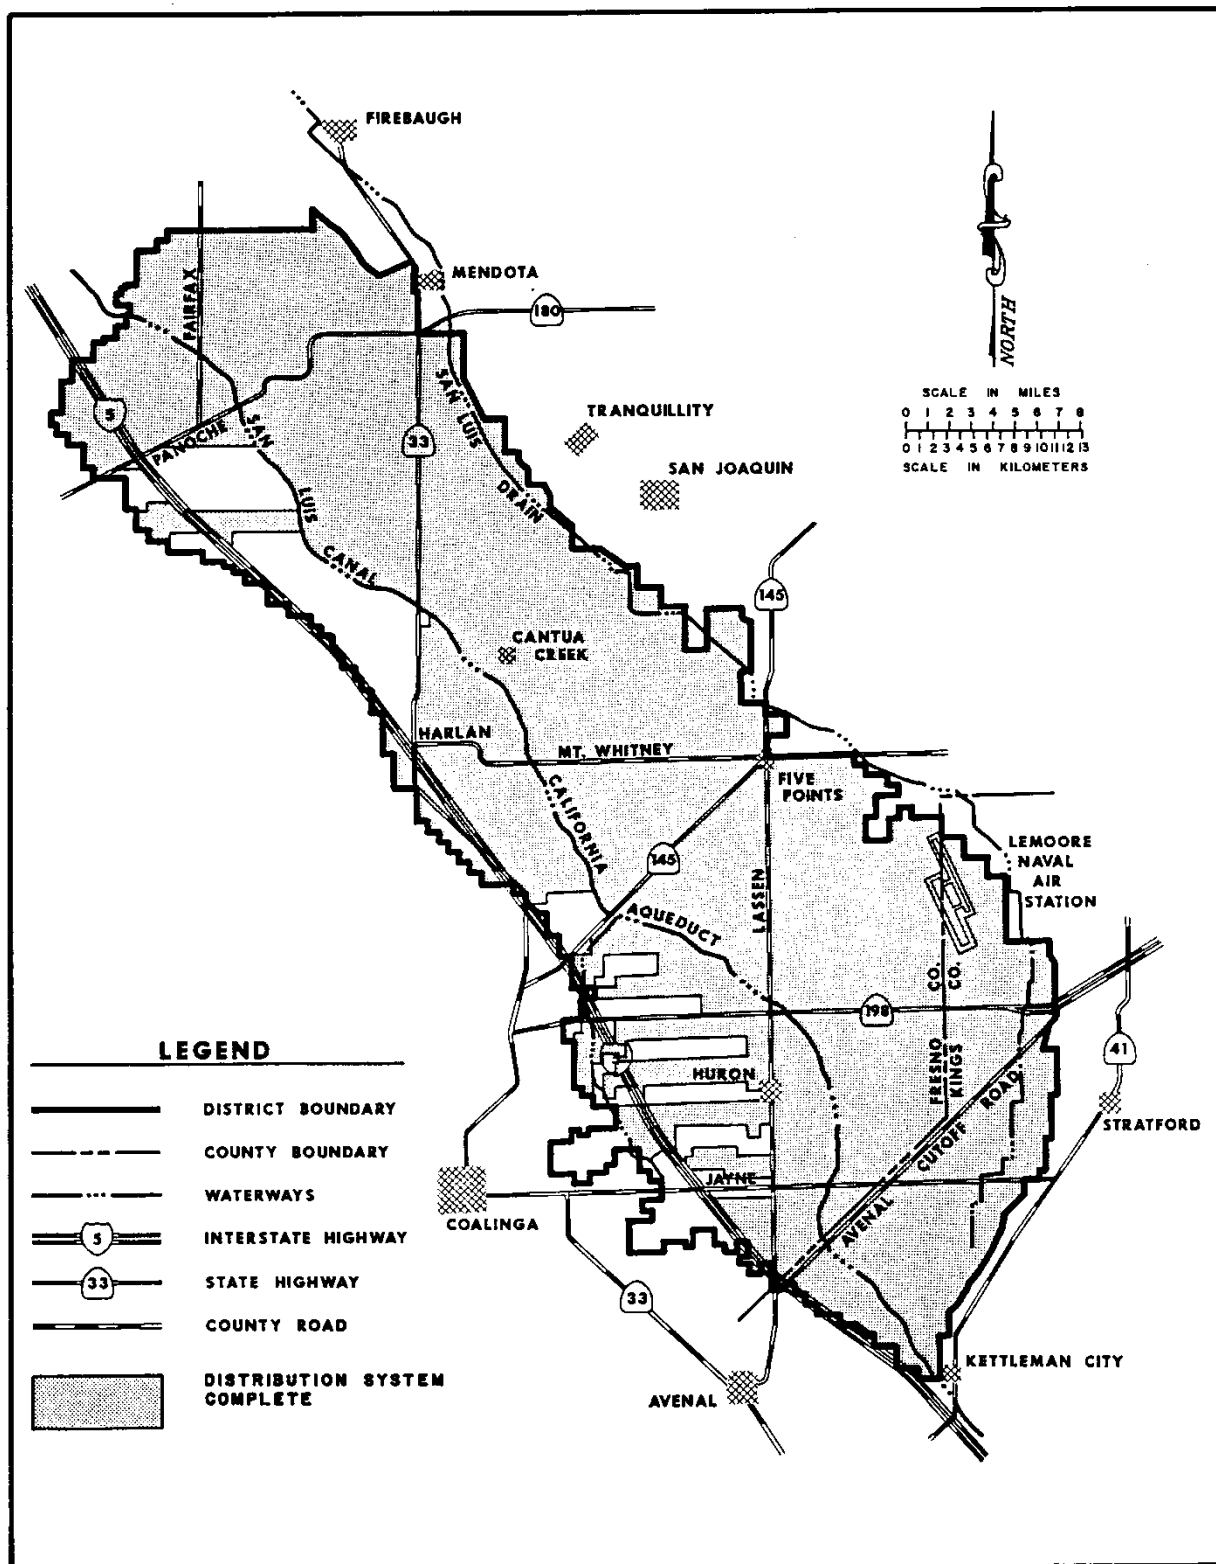 FIREBAUGH
MENDOTA
180
FAIRFAX
NORTH
SCALE IN MILES
0 1 2 3 4 5 6 7 8
0 1 2 3 4 5 6 7 8 9 10 11 12 13
SCALE IN KILOMETERS
5
PANOCHE
SAN
LUIS
CANAL
33
SAN LUIS
DRAIN
TRANQUILLITY
SAN JOAQUIN
145
CANTUA
CREEK
HARLAN
MT. WHITNEY
FIVE
POINTS
CALIFORNIA
AQUEDUCT
145
LASSEN
LEMOORE
NAVAL
AIR
STATION
CO.
CO.
198
FRESNO
KINGS
HURON
41
STRATFORD
AVENAL CUTOFF ROAD
JAYNE
COALINGA
33
AVENAL
KETTLEMAN CITY
LEGEND
DISTRICT BOUNDARY
COUNTY BOUNDARY
WATERWAYS
5
INTERSTATE HIGHWAY
33
STATE HIGHWAY
COUNTY ROAD
DISTRIBUTION SYSTEM
COMPLETE